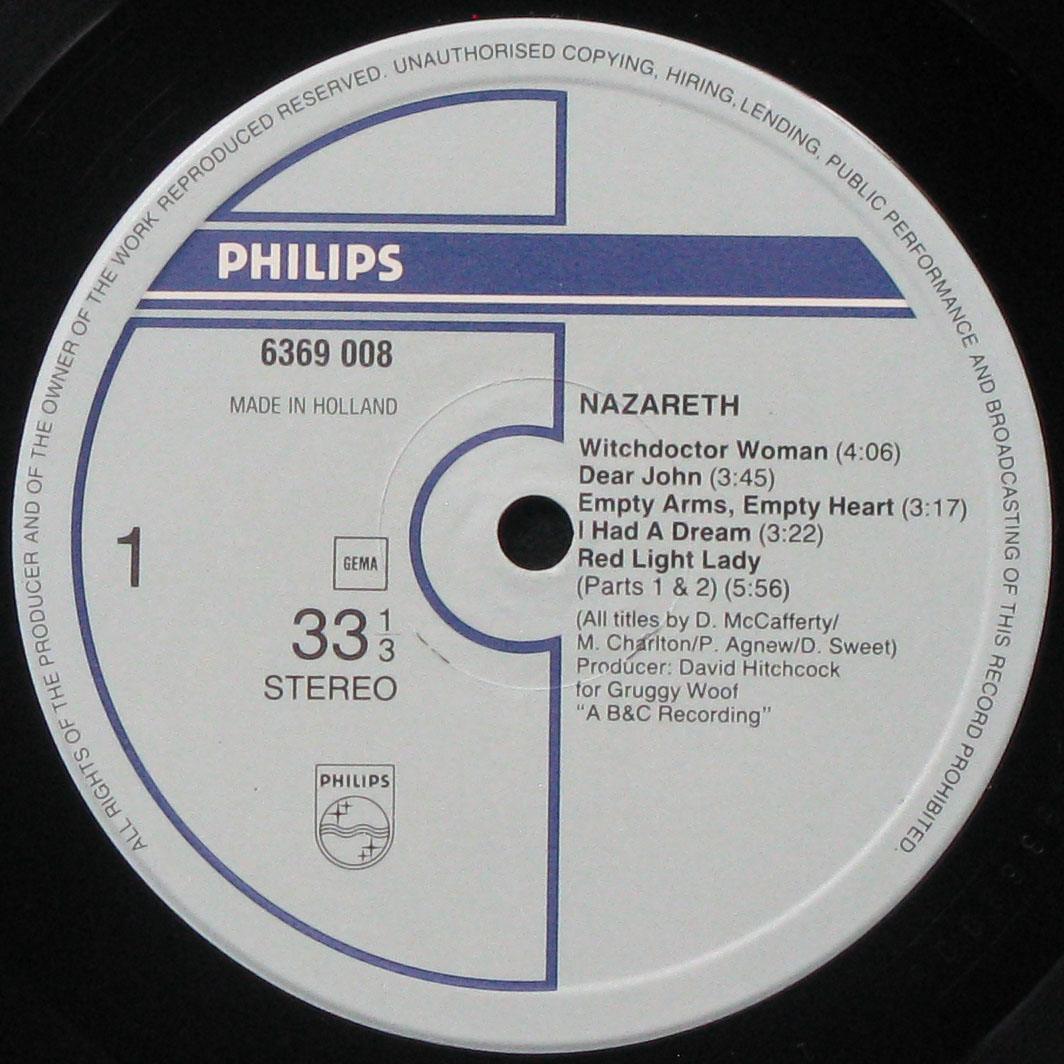 ALL RIGHTS OF THE PRODUCER AND OF THE OWNER OF THE WORK REPRODUCED RESERVED. UNAUTHORISED COPYING, HIRING, LENDING, PUBLIC PERFORMANCE AND BROADCASTING OF THIS RECORD PROHIBITED.
PHILIPS
6369 008
MADE IN HOLLAND
1
GEMA
33 1/3
STEREO
PHILIPS
NAZARETH
Witchdoctor Woman (4:06)
Dear John (3:45)
Empty Arms, Empty Heart (3:17)
I Had A Dream (3:22)
Red Light Lady
(Parts 1 & 2) (5:56)
(All titles by D. McCafferty/
M. Charlton/P. Agnew/D. Sweet)
Producer: David Hitchcock
for Gruggy Woof
"A B&C Recording"